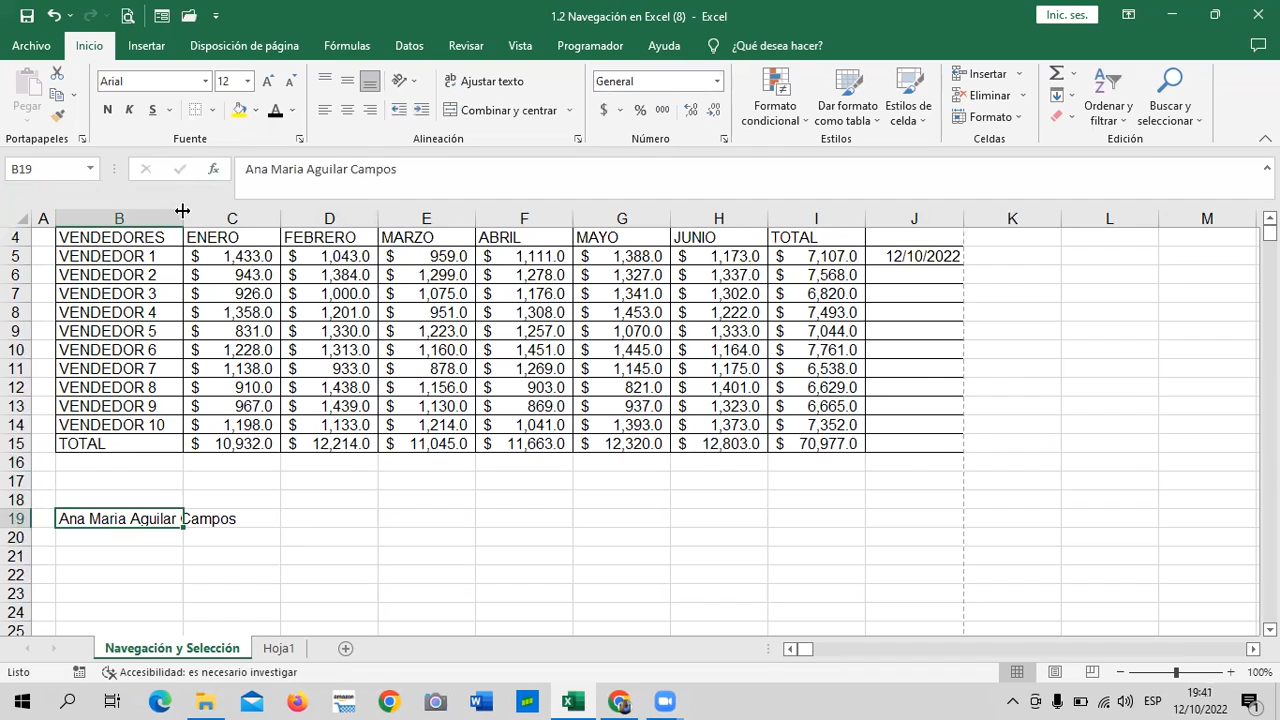 1.2 Navegación en Excel (8) - Excel
Inic. ses.
Archivo Inicio Insertar Disposición de página Fórmulas Datos Revisar Vista Programador Ayuda ¿Qué desea hacer?
Pegar
Arial 12
N K S
Ajustar texto
Combinar y centrar
General
$ % 000
Formato condicional
Dar formato como tabla
Estilos de celda
Insertar
Eliminar
Formato
Ordenar y filtrar
Buscar y seleccionar
Portapapeles Fuente Alineación Número Estilos Celdas Edición
B19 fx Ana Maria Aguilar Campos
A B C D E F G H I J K L M
4 VENDEDORES ENERO FEBRERO MARZO ABRIL MAYO JUNIO TOTAL
5 VENDEDOR 1 $ 1,433.0 $ 1,043.0 $ 959.0 $ 1,111.0 $ 1,388.0 $ 1,173.0 $ 7,107.0 12/10/2022
6 VENDEDOR 2 $ 943.0 $ 1,384.0 $ 1,299.0 $ 1,278.0 $ 1,327.0 $ 1,337.0 $ 7,568.0
7 VENDEDOR 3 $ 926.0 $ 1,000.0 $ 1,075.0 $ 1,176.0 $ 1,341.0 $ 1,302.0 $ 6,820.0
8 VENDEDOR 4 $ 1,358.0 $ 1,201.0 $ 951.0 $ 1,308.0 $ 1,453.0 $ 1,222.0 $ 7,493.0
9 VENDEDOR 5 $ 831.0 $ 1,330.0 $ 1,223.0 $ 1,257.0 $ 1,070.0 $ 1,333.0 $ 7,044.0
10 VENDEDOR 6 $ 1,228.0 $ 1,313.0 $ 1,160.0 $ 1,451.0 $ 1,445.0 $ 1,164.0 $ 7,761.0
11 VENDEDOR 7 $ 1,138.0 $ 933.0 $ 878.0 $ 1,269.0 $ 1,145.0 $ 1,175.0 $ 6,538.0
12 VENDEDOR 8 $ 910.0 $ 1,438.0 $ 1,156.0 $ 903.0 $ 821.0 $ 1,401.0 $ 6,629.0
13 VENDEDOR 9 $ 967.0 $ 1,439.0 $ 1,130.0 $ 869.0 $ 937.0 $ 1,323.0 $ 6,665.0
14 VENDEDOR 10 $ 1,198.0 $ 1,133.0 $ 1,214.0 $ 1,041.0 $ 1,393.0 $ 1,373.0 $ 7,352.0
15 TOTAL $ 10,932.0 $ 12,214.0 $ 11,045.0 $ 11,663.0 $ 12,320.0 $ 12,803.0 $ 70,977.0
16
17
18
19 Ana Maria Aguilar Campos
20
21
22
23
24
25
Navegación y Selección Hoja1
Listo Accesibilidad: es necesario investigar 100%
ESP 19:41
12/10/2022